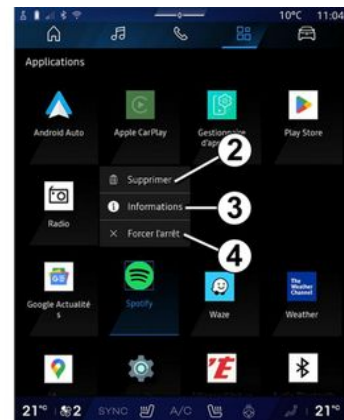 10°C 11:04
Applications
Android Auto
Apple CarPlay
Gestionnaire
d'app
Play Store
2
Supprimer
Informations
3
Forcer l'arrêt
4
Radio
Google Actualité
s
Spotify
Waze
The
Weather
Channel
Weather
21°C 2 SYNC A/C 21°C